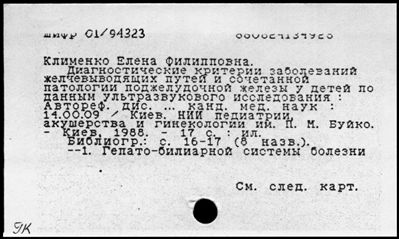 шифр 01/94323
Клименко Елена Филипповна.
Диагностические критерии заболеваний
желчевыводящих путей и сочетанной
патологии поджелудочной железы у детей по
данным ультразвукового исследования :
Автореф. дис. ... канд. мед. наук :
14.00.09 / Киев. НИИ педиатрии,
акушерства и гинекологии им. П. М. Буйко.
- Киев, 1988. - 17 с. : ил.
Библиогр.: с. 16-17 (8 назв.).
--1. Гепато-билиарной системы болезни
См. след. карт.
ГК